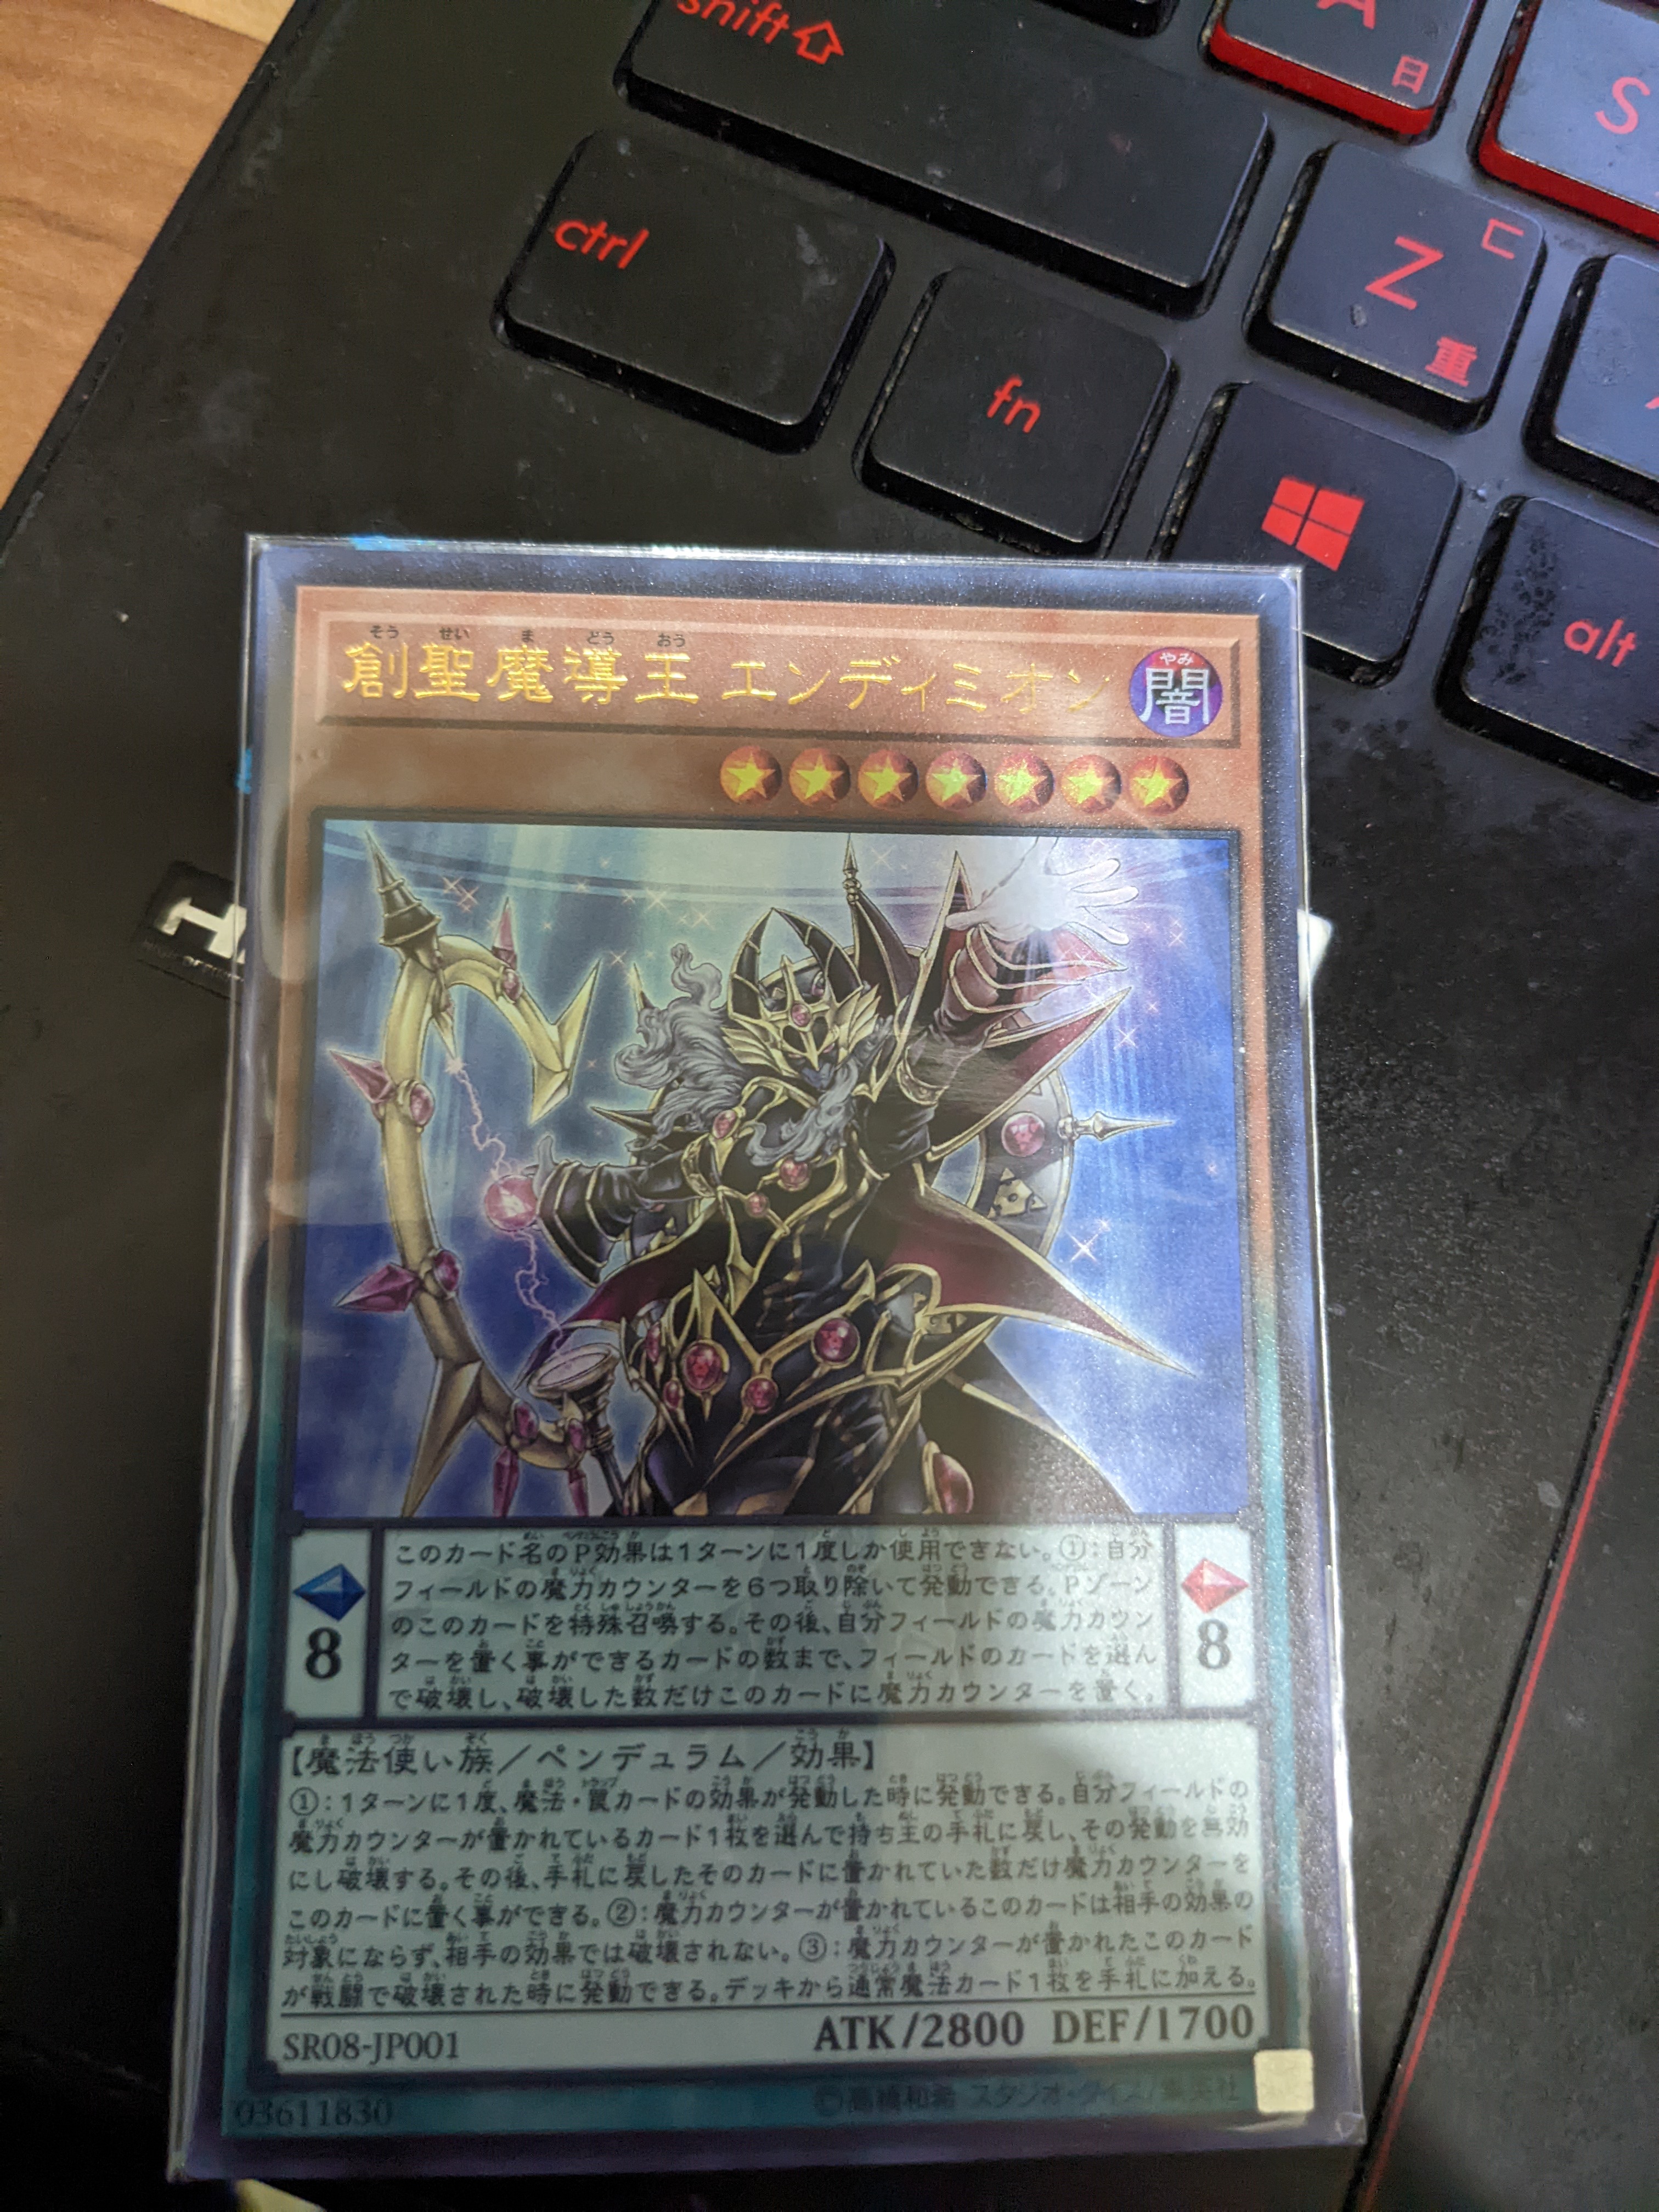 shift
A
日
S
ctrl
Z
ㄈ
重
fn
alt
創聖魔導王 エンディミオン
闇
このカード名のP効果は1ターンに1度しか使用できない。①:自分
フィールドの魔力カウンターを6つ取り除いて発動できる。Pゾーン
のこのカードを特殊召喚する。その後、自分フィールドの魔力カウン
ターを置く事ができるカードの数まで、フィールドのカードを選ん
で破壊し、破壊した数だけこのカードに魔力カウンターを置く。
8
8
【魔法使い族/ペンデュラム/効果】
①:1ターンに1度、魔法・罠カードの効果が発動した時に発動できる。自分フィールドの
魔力カウンターが置かれているカード1枚を選んで持ち主の手札に戻し、その発動を無効
にし破壊する。その後、手札に戻したそのカードに置かれていた数だけ魔力カウンターを
このカードに置く事ができる。②:魔力カウンターが置かれているこのカードは相手の効果の
対象にならず、相手の効果では破壊されない。③:魔力カウンターが置かれたこのカード
が戦闘で破壊された時に発動できる。デッキから通常魔法カード1枚を手札に加える。
SR08-JP001
ATK/2800 DEF/1700
03611830
©高橋和希 スタジオ・ダイス/集英社